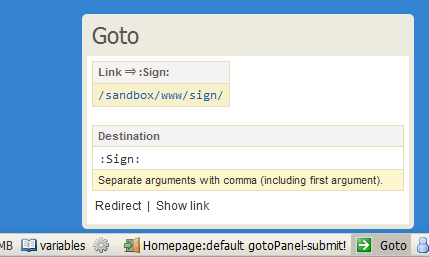 Goto
Link ⇒ :Sign:
/sandbox/www/sign/
Destination
:Sign:
Separate arguments with comma (including first argument).
Redirect | Show link
MB variables Homepage:default gotoPanel-submit! Goto